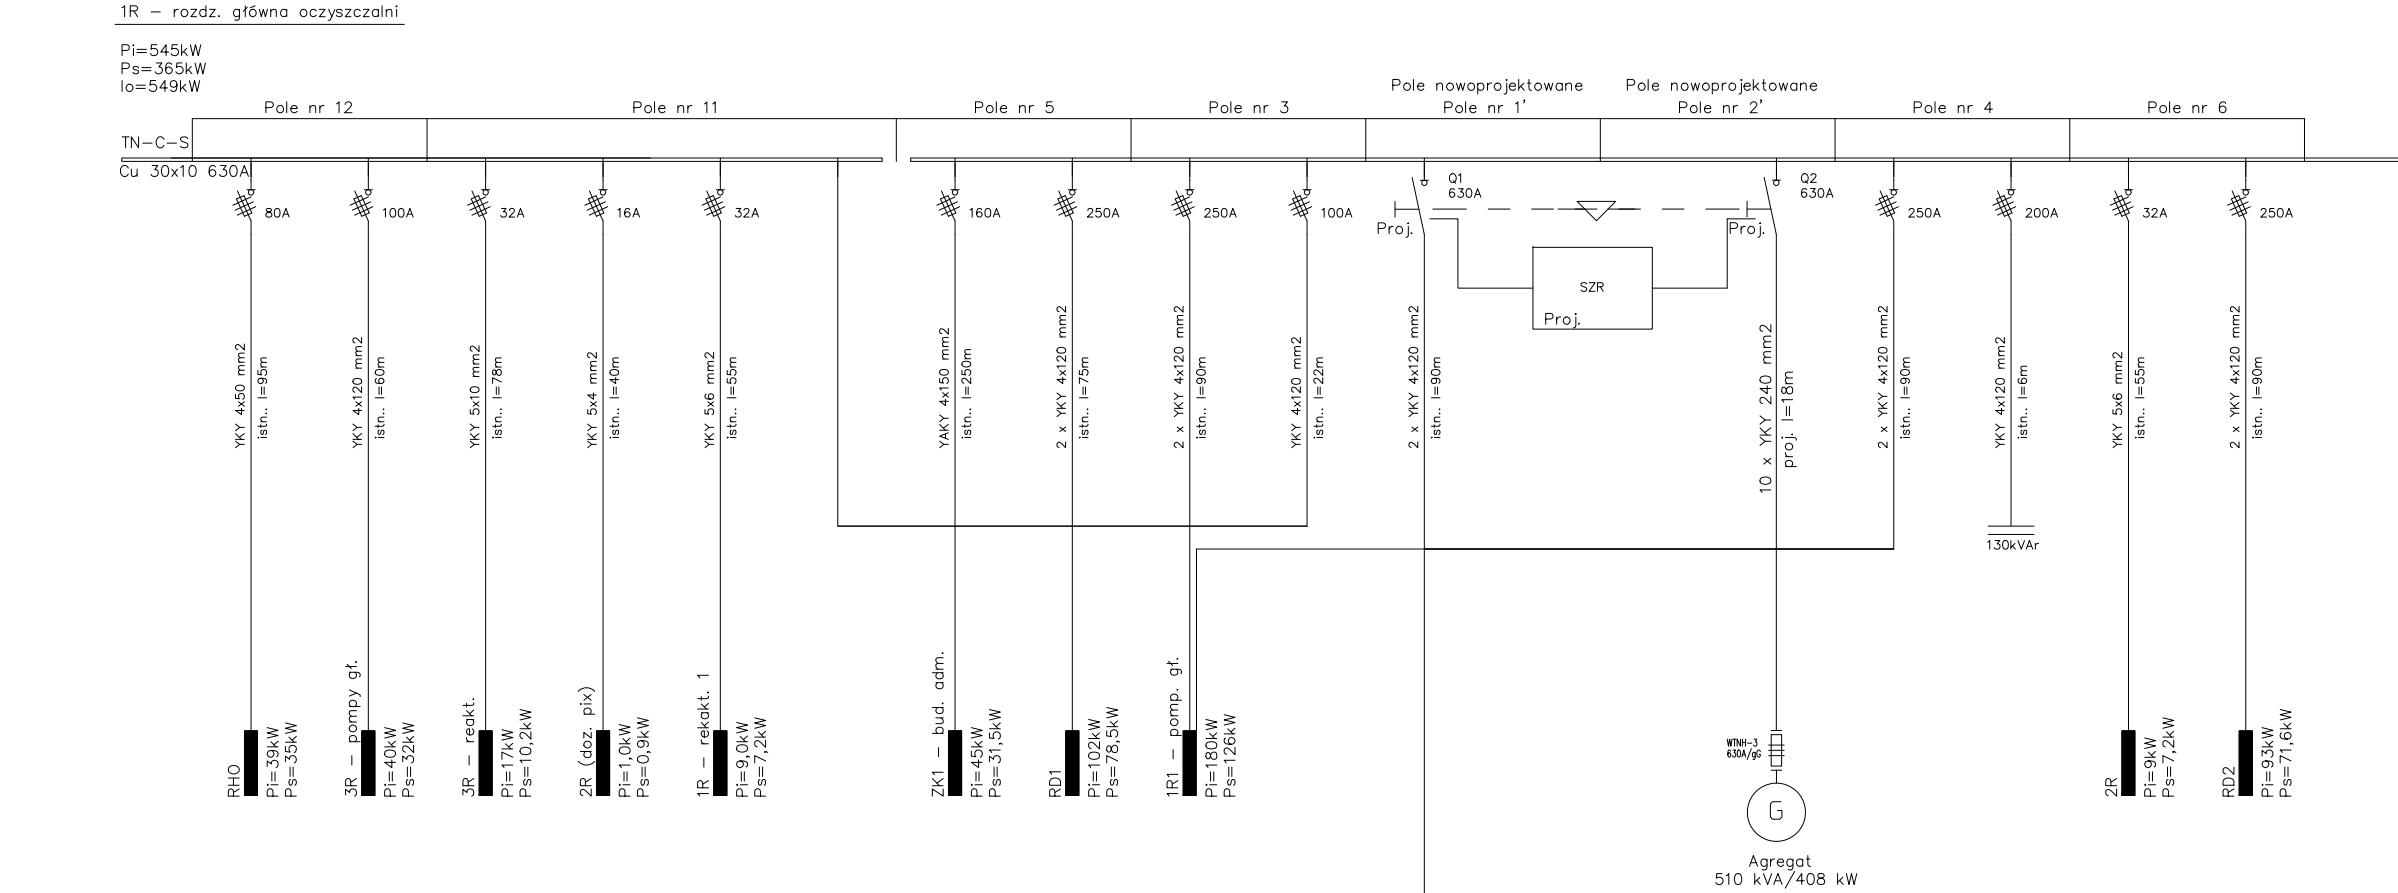 1R – rozdz. główna oczyszczalni
Pi=545kW
Ps=365kW
Io=549kW
Pole nowoprojektowane
Pole nowoprojektowane
Pole nr 12
Pole nr 11
Pole nr 5
Pole nr 3
Pole nr 1'
Pole nr 2'
Pole nr 4
Pole nr 6
TN–C–S
Cu 30x10 630A
80A
100A
32A
16A
32A
160A
250A
250A
100A
Q1
630A
Proj.
Q2
630A
Proj.
250A
200A
32A
250A
SZR
Proj.
YKY 4x50 mm2
istn.. l=95m
YKY 4x120 mm2
istn.. l=60m
YKY 5x10 mm2
istn.. l=78m
YKY 5x4 mm2
istn.. l=40m
YKY 5x6 mm2
istn.. l=55m
YAKY 4x150 mm2
istn.. l=250m
2 x YKY 4x120 mm2
istn.. l=75m
2 x YKY 4x120 mm2
istn.. l=90m
YKY 4x120 mm2
istn.. l=22m
2 x YKY 4x120 mm2
istn.. l=90m
10 x YKY 240 mm2
proj. l=18m
2 x YKY 4x120 mm2
istn.. l=90m
YKY 4x120 mm2
istn.. l=6m
YKY 5x6 mm2
istn.. l=55m
2 x YKY 4x120 mm2
istn.. l=90m
130kVAr
RHO
Pi=39kW
Ps=35kW
3R – pompy gł.
Pi=40kW
Ps=32kW
3R – reakt.
Pi=17kW
Ps=10,2kW
2R (doz. pix)
Pi=1,0kW
Ps=0,9kW
1R – rekakt. 1
Pi=9,0kW
Ps=7,2kW
ZK1 – bud. adm.
Pi=45kW
Ps=31,5kW
RD1
Pi=102kW
Ps=78,5kW
1R1 – pomp. gł.
Pi=180kW
Ps=126kW
WTNH–3
630A/gG
G
Agregat
510 kVA/408 kW
2R
Pi=9kW
Ps=7,2kW
RD2
Pi=93kW
Ps=71,6kW